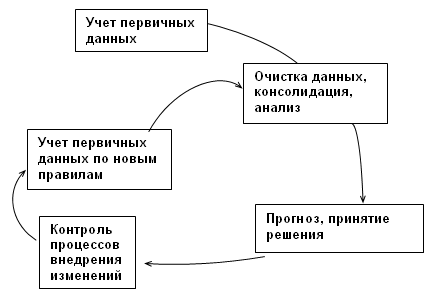 Учет первичных
данных
Очистка данных,
консолидация,
анализ
Учет первичных
данных по новым
правилам
Прогноз, принятие
решения
Контроль
процессов
внедрения
изменений